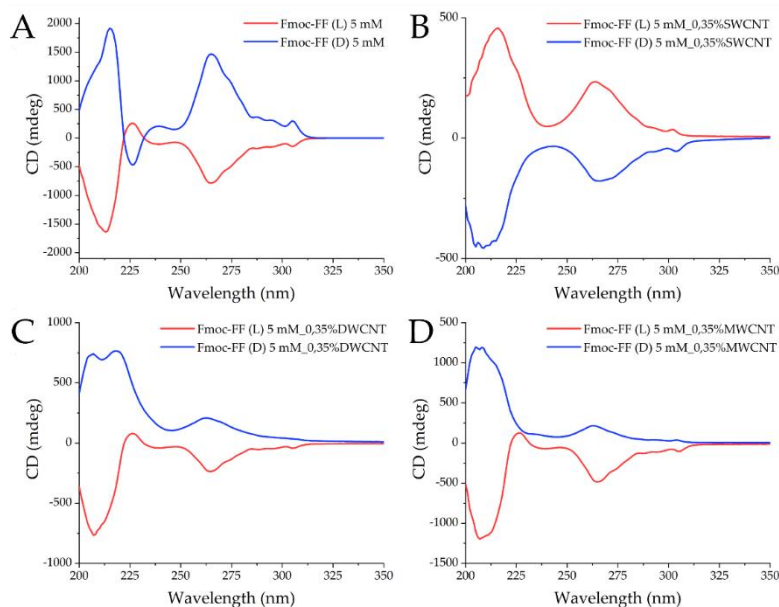 A
Fmoc-FF (L) 5 mM
Fmoc-FF (D) 5 mM
CD (mdeg)
2000
1500
1000
500
0
-500
-1000
-1500
-2000
200 225 250 275 300 325 350
Wavelength (nm)
B
Fmoc-FF (L) 5 mM_0,35%SWCNT
Fmoc-FF (D) 5 mM_0,35%SWCNT
CD (mdeg)
500
0
-500
200 225 250 275 300 325 350
Wavelength (nm)
C
Fmoc-FF (L) 5 mM_0,35%DWCNT
Fmoc-FF (D) 5 mM_0,35%DWCNT
CD (mdeg)
1000
500
0
-500
-1000
200 225 250 275 300 325 350
Wavelength (nm)
D
Fmoc-FF (L) 5 mM_0,35%MWCNT
Fmoc-FF (D) 5 mM_0,35%MWCNT
CD (mdeg)
1500
1000
500
0
-500
-1000
-1500
200 225 250 275 300 325 350
Wavelength (nm)